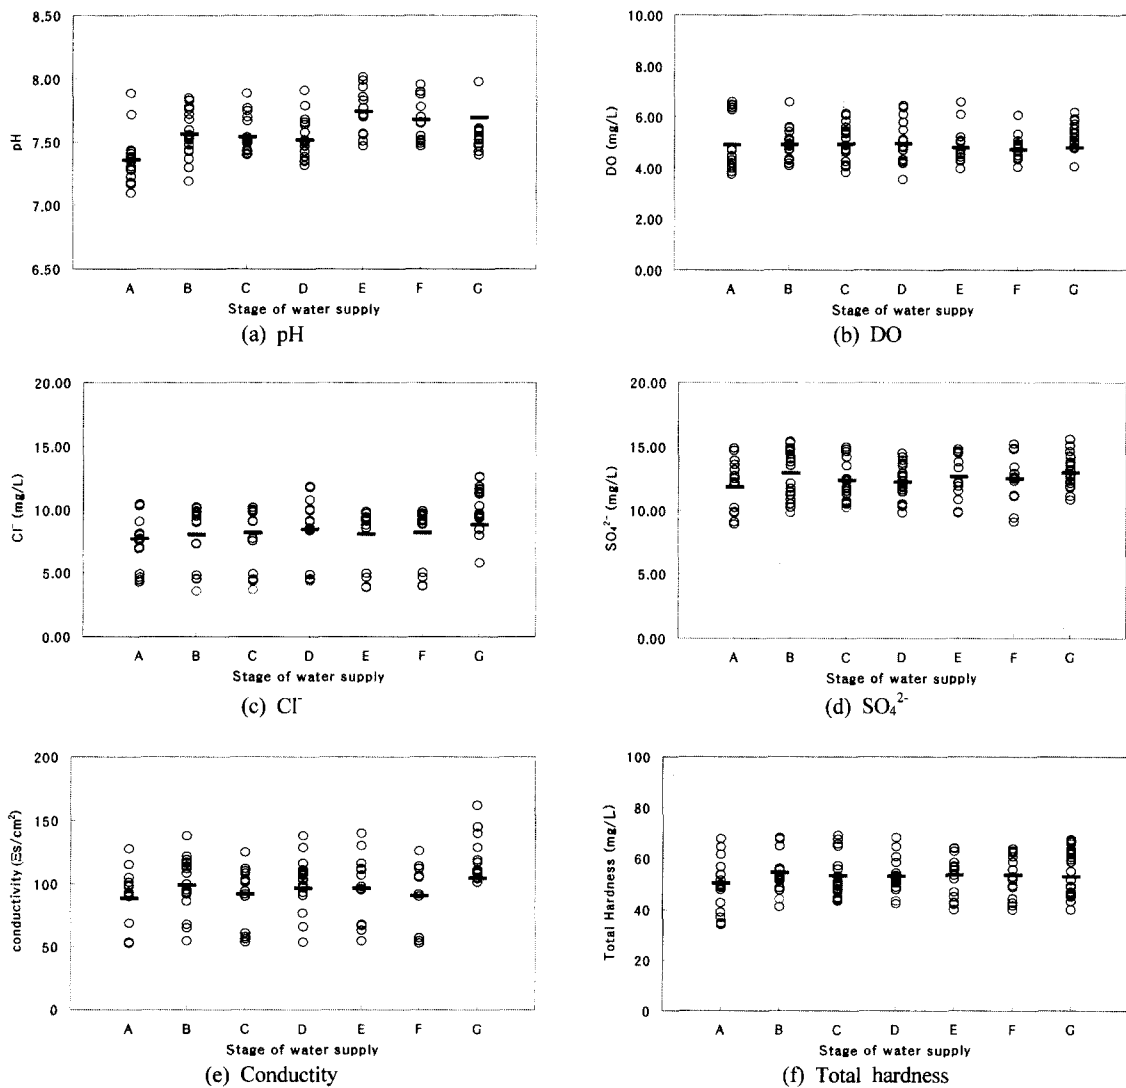 8.50
8.00
7.50
7.00
6.50
pH
A B C D E F G
Stage of water supply
(a) pH
10.00
8.00
6.00
4.00
2.00
0.00
DO (mg/L)
A B C D E F G
Stage of water suppy
(b) DO
20.00
15.00
10.00
5.00
0.00
Cl⁻ (mg/L)
A B C D E F G
Stage of water supply
(c) Cl⁻
20.00
15.00
10.00
5.00
0.00
SO₄²⁻ (mg/L)
A B C D E F G
Stage of water supply
(d) SO₄²⁻
200
150
100
50
0
conductivity (Ξs/cm²)
A B C D E F G
Stage of water supply
(e) Conductity
100
80
60
40
20
0
Total Hardness (mg/L)
A B C D E F G
Stage of water supply
(f) Total hardness